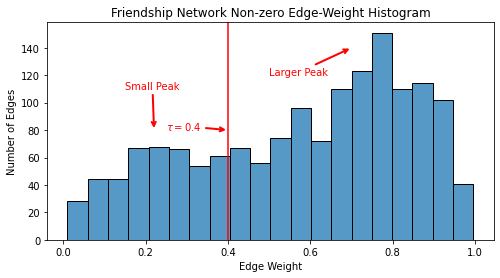 Friendship Network Non-zero Edge-Weight Histogram
Number of Edges
140
120
100
80
60
40
20
0
Small Peak
τ = 0.4
Larger Peak
0.0 0.2 0.4 0.6 0.8 1.0
Edge Weight